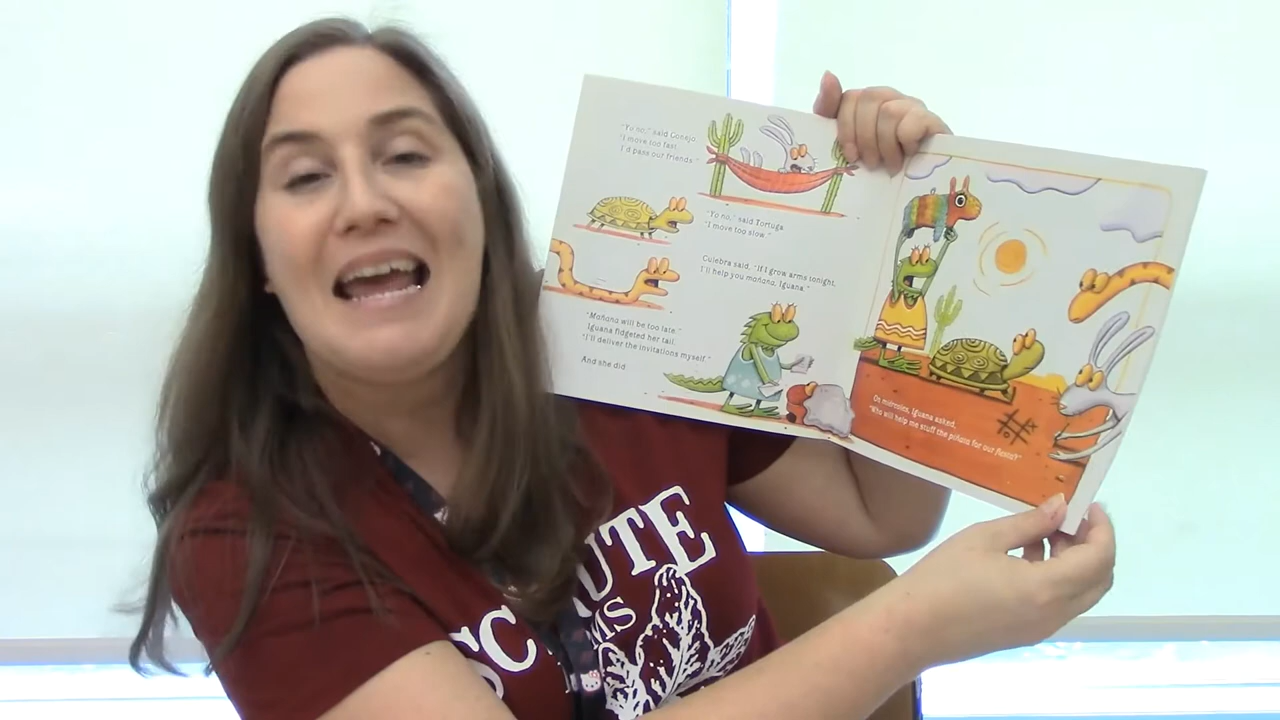 "Yo no," said Conejo.
"I move too fast.
I'd pass our friends."
"Yo no," said Tortuga.
"I move too slow."
Culebra said, "If I grow arms tonight,
I'll help you mañana, Iguana."
"Mañana will be too late."
Iguana fidgeted her tail.
"I'll deliver the invitations myself."
And she did.
On miércoles, Iguana asked,
"Who will help me stuff the piñata for our fiesta?"